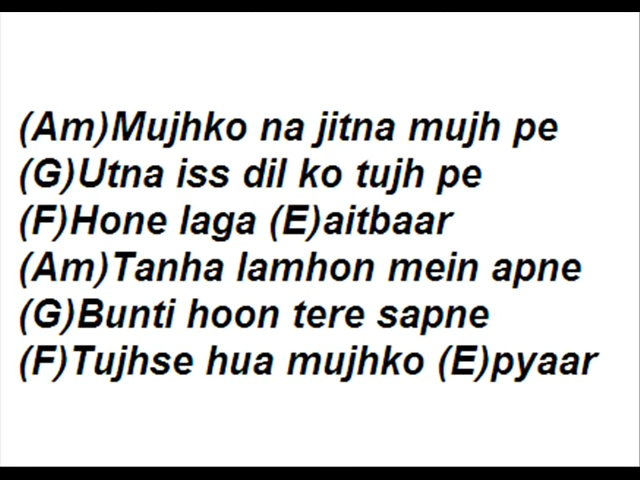 (Am)Mujhko na jitna mujh pe
(G)Utna iss dil ko tujh pe
(F)Hone laga (E)aitbaar
(Am)Tanha lamhon mein apne
(G)Bunti hoon tere sapne
(F)Tujhse hua mujhko (E)pyaar